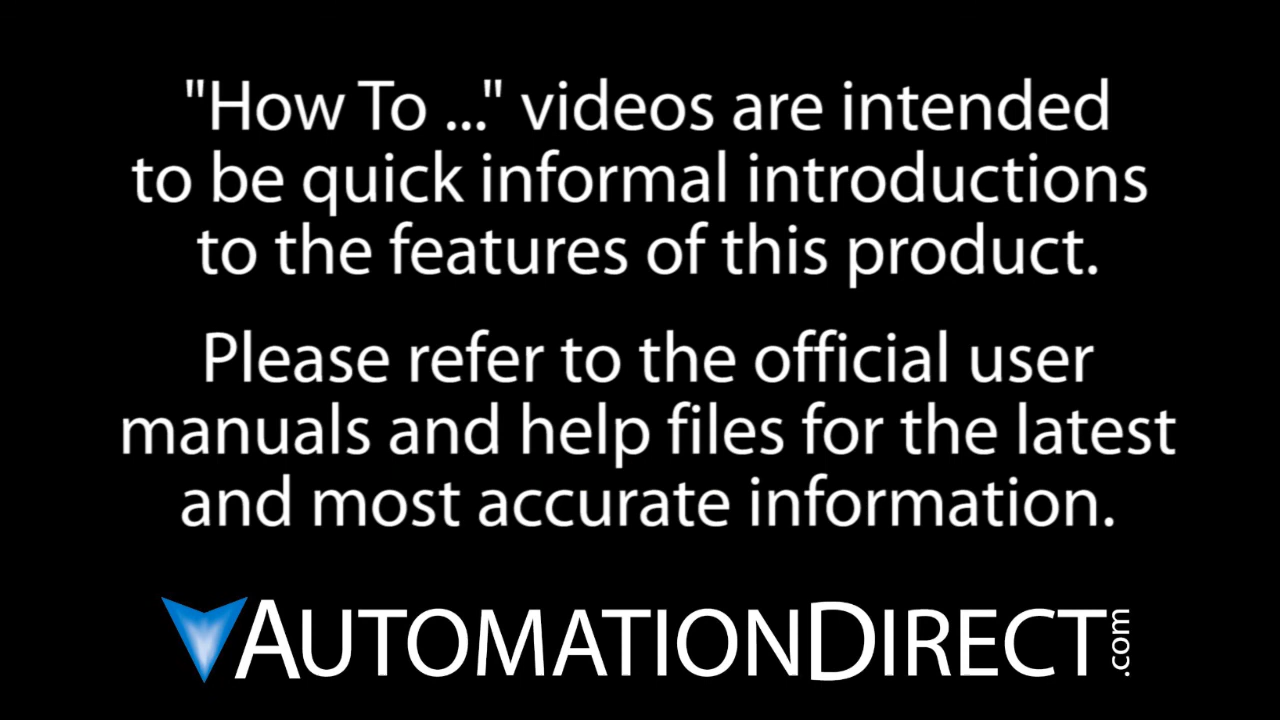 "How To ..." videos are intended
to be quick informal introductions
to the features of this product.
Please refer to the official user
manuals and help files for the latest
and most accurate information.
AUTOMATIONDIRECT.com